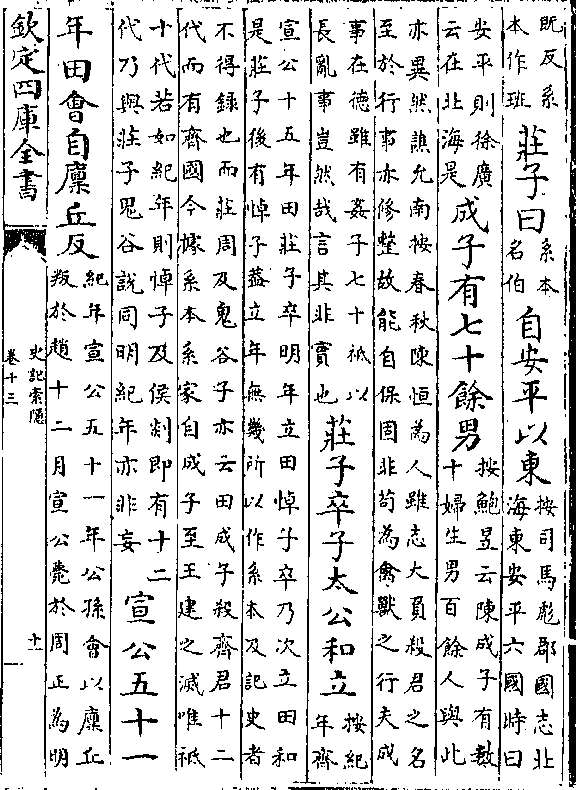 既反系
本作班
莊子曰
系本
名伯
自安平以東
按司馬彪郡國志北
海東安平六國時曰
安平則徐廣
云在北海是
成子有七十餘男
按鮑昱云陳成子有數
十婦生男百餘人與此
亦異然譙允南按春秋陳恒為人雖志大負殺君之名
至於行事亦修整故能自保固非苟為禽獸之行夫成
事在德雖有姦子七十祗以
長亂事豈然哉言其非實也
莊子卒子太公和立
按紀
年齊
宣公十五年田莊子卒明年立田悼子卒乃次立田和
是莊子後有悼子蓋立年無幾所以作系本及記史者
不得録也而莊周及鬼谷子亦云田成子殺齊君十二
代而有齊國今據系本系家自成子至王建之滅唯祗
十代若如紀年則悼子及侯剡即有十二
代乃與莊子鬼谷說同明紀年亦非妄
宣公五十一
年田會自廩丘反
紀年宣公五十一年公孫會以廩丘
叛於趙十二月宣公薨於周正為明
欽定四庫全書
史記索隱
卷十三
十一